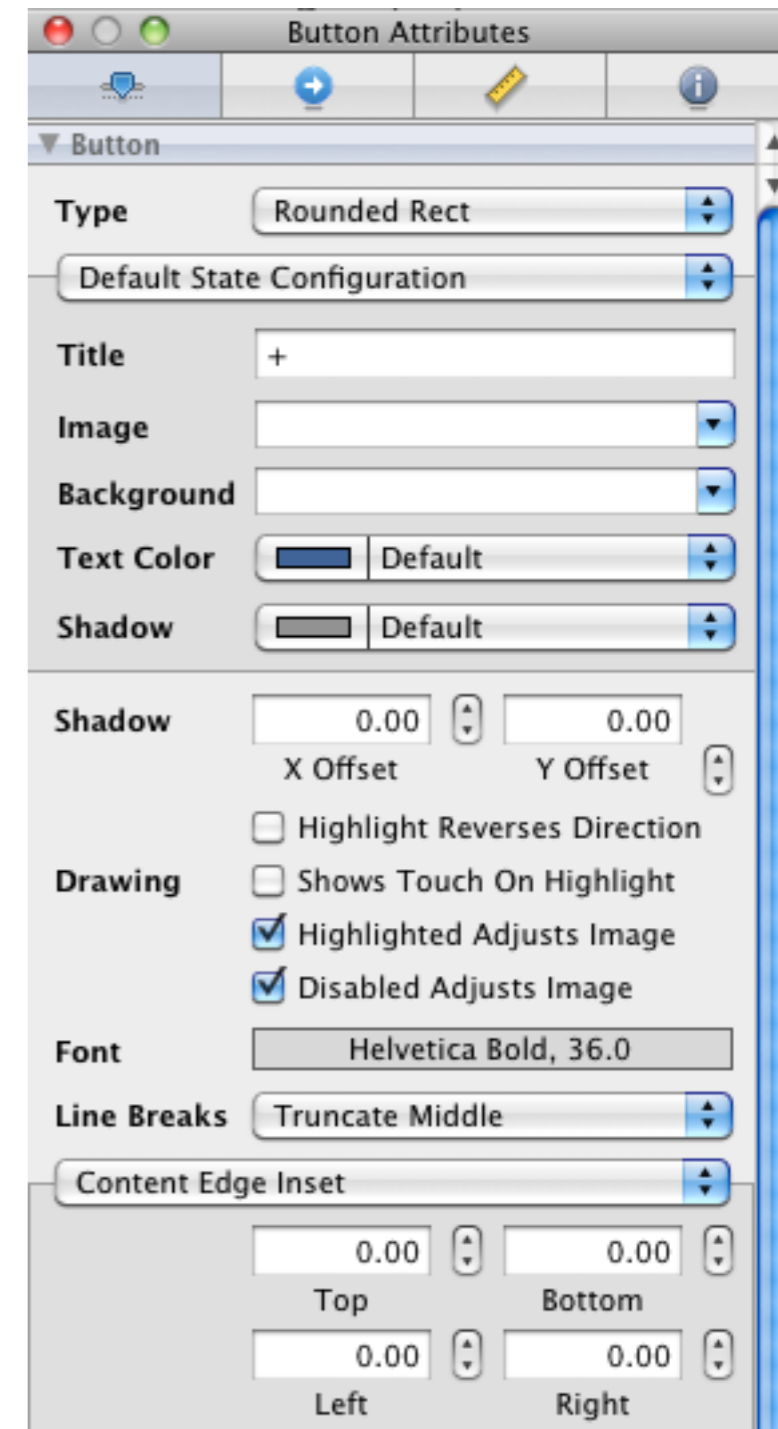 Button Attributes
Button
Type Rounded Rect
Default State Configuration
Title +
Image
Background
Text Color Default
Shadow Default
Shadow 0.00 0.00
X Offset Y Offset
Highlight Reverses Direction
Drawing Shows Touch On Highlight
Highlighted Adjusts Image
Disabled Adjusts Image
Font Helvetica Bold, 36.0
Line Breaks Truncate Middle
Content Edge Inset
0.00 0.00
Top Bottom
0.00 0.00
Left Right